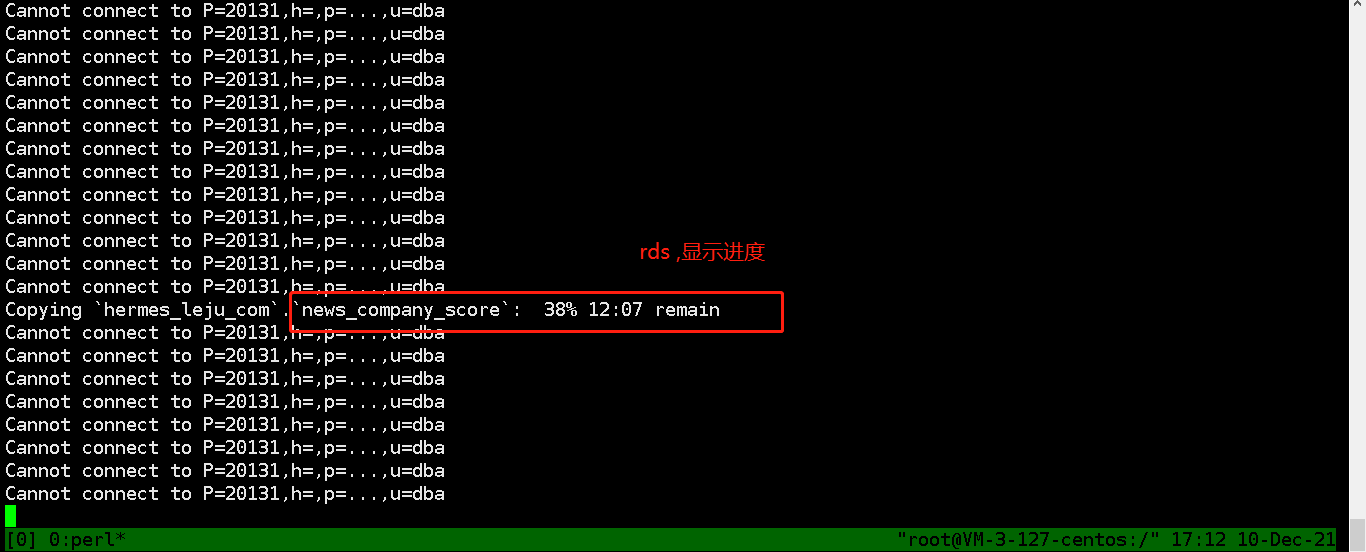 Cannot connect to P=20131,h=,p=...,u=dba
Cannot connect to P=20131,h=,p=...,u=dba
Cannot connect to P=20131,h=,p=...,u=dba
Cannot connect to P=20131,h=,p=...,u=dba
Cannot connect to P=20131,h=,p=...,u=dba
Cannot connect to P=20131,h=,p=...,u=dba
Cannot connect to P=20131,h=,p=...,u=dba
Cannot connect to P=20131,h=,p=...,u=dba
Cannot connect to P=20131,h=,p=...,u=dba
Cannot connect to P=20131,h=,p=...,u=dba
Cannot connect to P=20131,h=,p=...,u=dba
rds ,显示进度
Cannot connect to P=20131,h=,p=...,u=dba
Cannot connect to P=20131,h=,p=...,u=dba
Copying `hermes_leju_com`.`news_company_score`:  38% 12:07 remain
Cannot connect to P=20131,h=,p=...,u=dba
Cannot connect to P=20131,h=,p=...,u=dba
Cannot connect to P=20131,h=,p=...,u=dba
Cannot connect to P=20131,h=,p=...,u=dba
Cannot connect to P=20131,h=,p=...,u=dba
Cannot connect to P=20131,h=,p=...,u=dba
Cannot connect to P=20131,h=,p=...,u=dba
Cannot connect to P=20131,h=,p=...,u=dba
[0] 0:perl* "root@VM-3-127-centos:/" 17:12 10-Dec-21